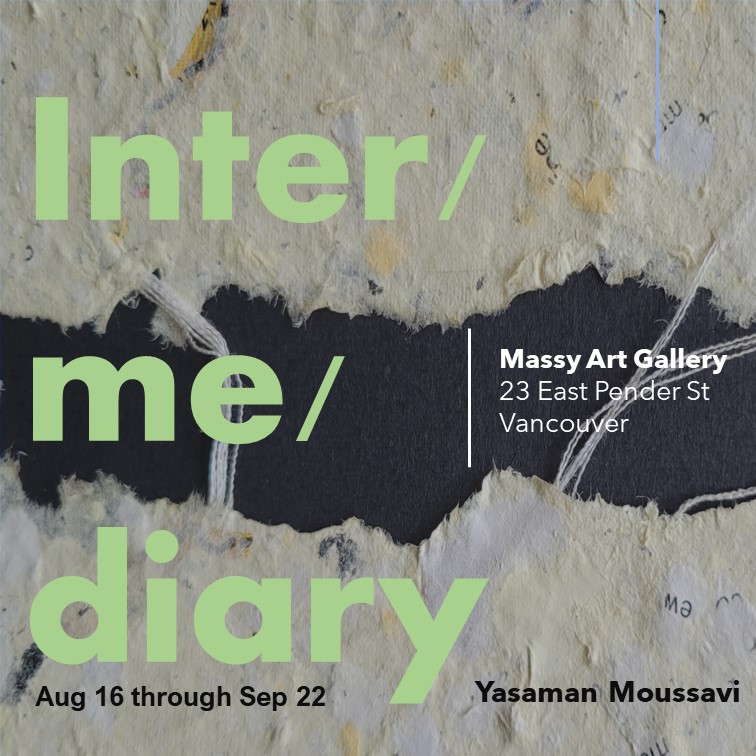 Inter/
me/
Massy Art Gallery
23 East Pender St
Vancouver
diary
Aug 16 through Sep 22
Yasaman Moussavi